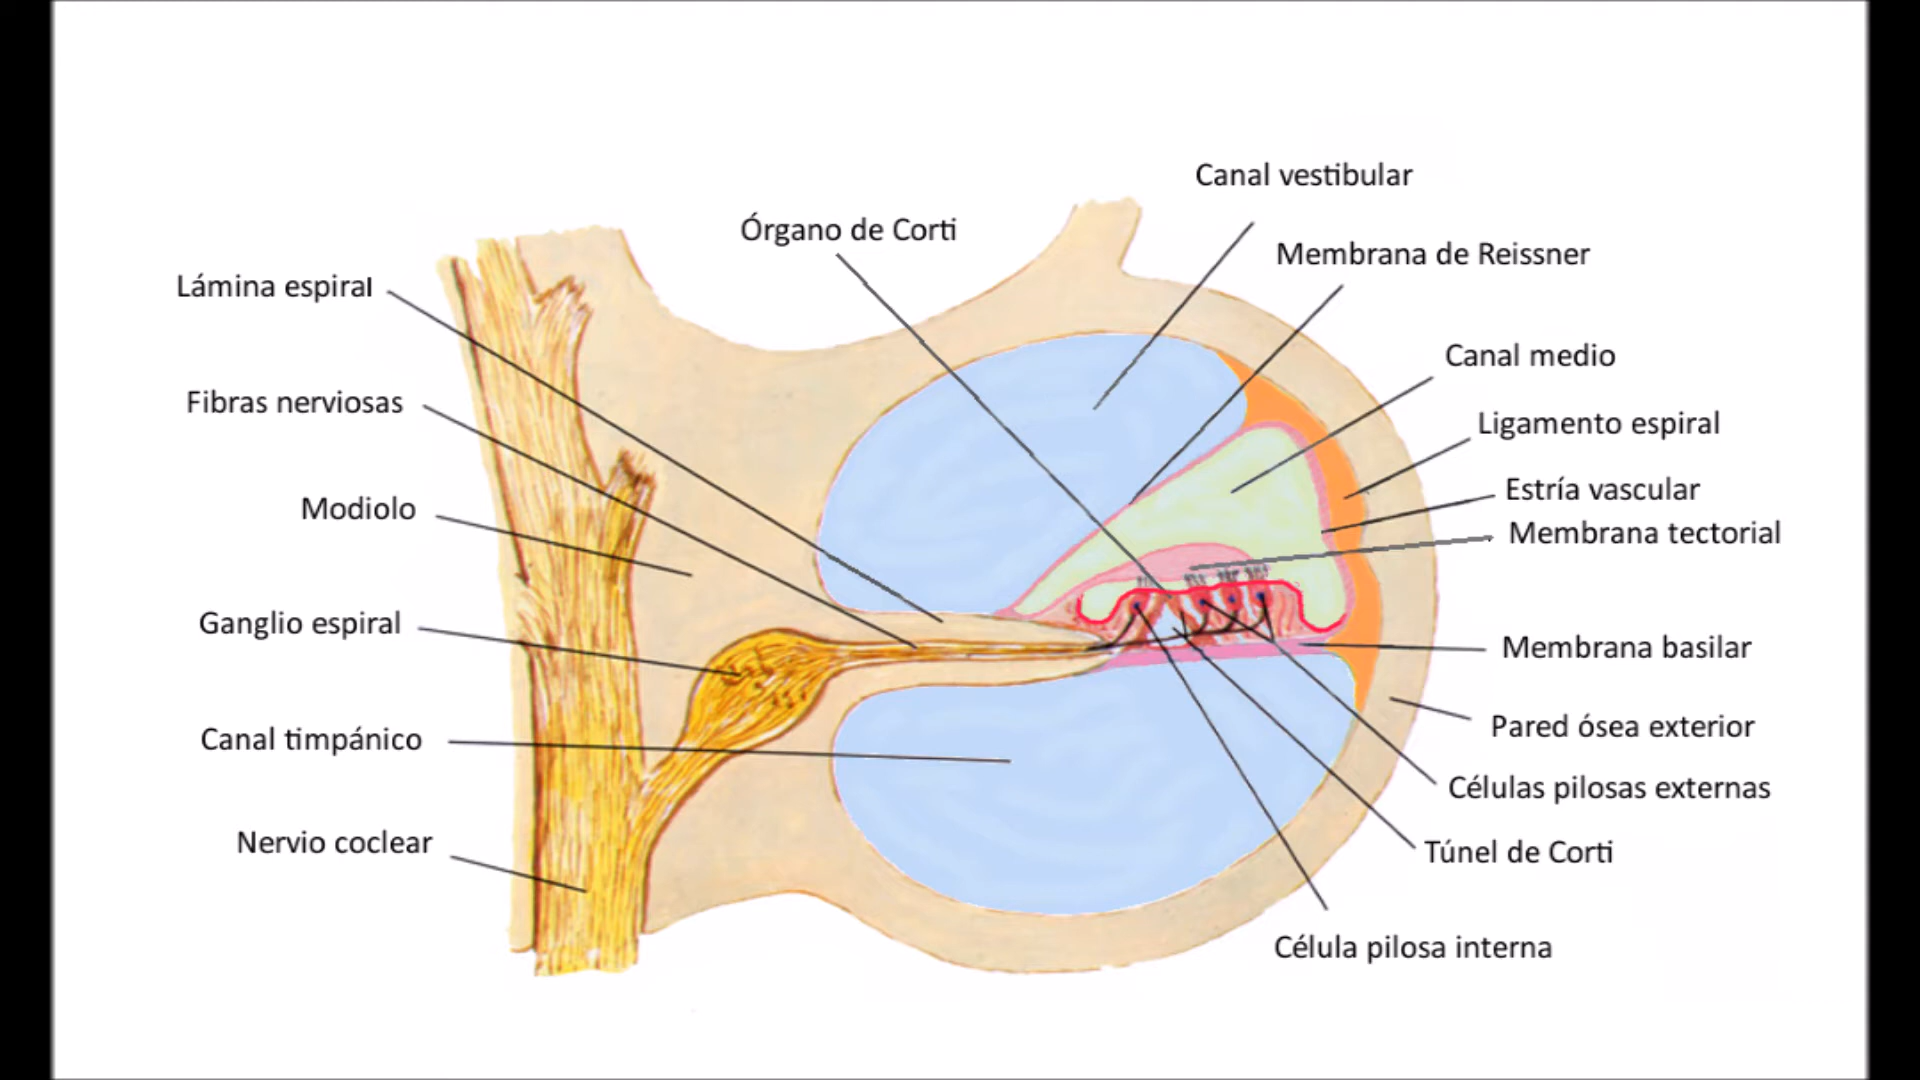 Canal vestibular
Órgano de Corti
Membrana de Reissner
Lámina espiral
Canal medio
Fibras nerviosas
Ligamento espiral
Estría vascular
Modiolo
Membrana tectorial
Ganglio espiral
Membrana basilar
Canal timpánico
Pared ósea exterior
Células pilosas externas
Nervio coclear
Túnel de Corti
Célula pilosa interna